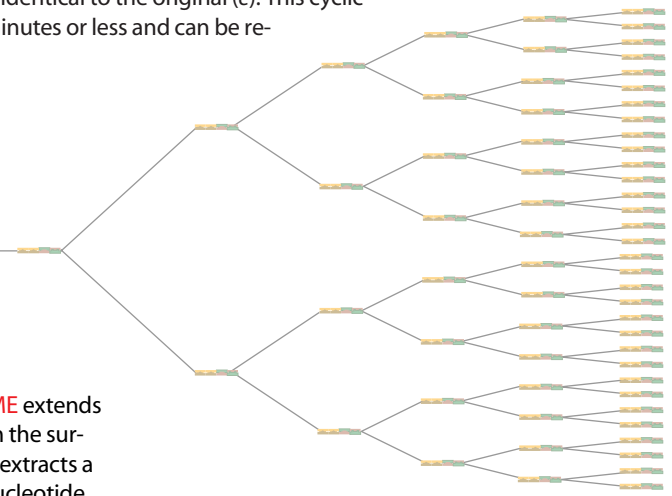 identical to the original (c). This cyclic
inutes or less and can be re-
ME extends
n the sur-
extracts a
ucleotide